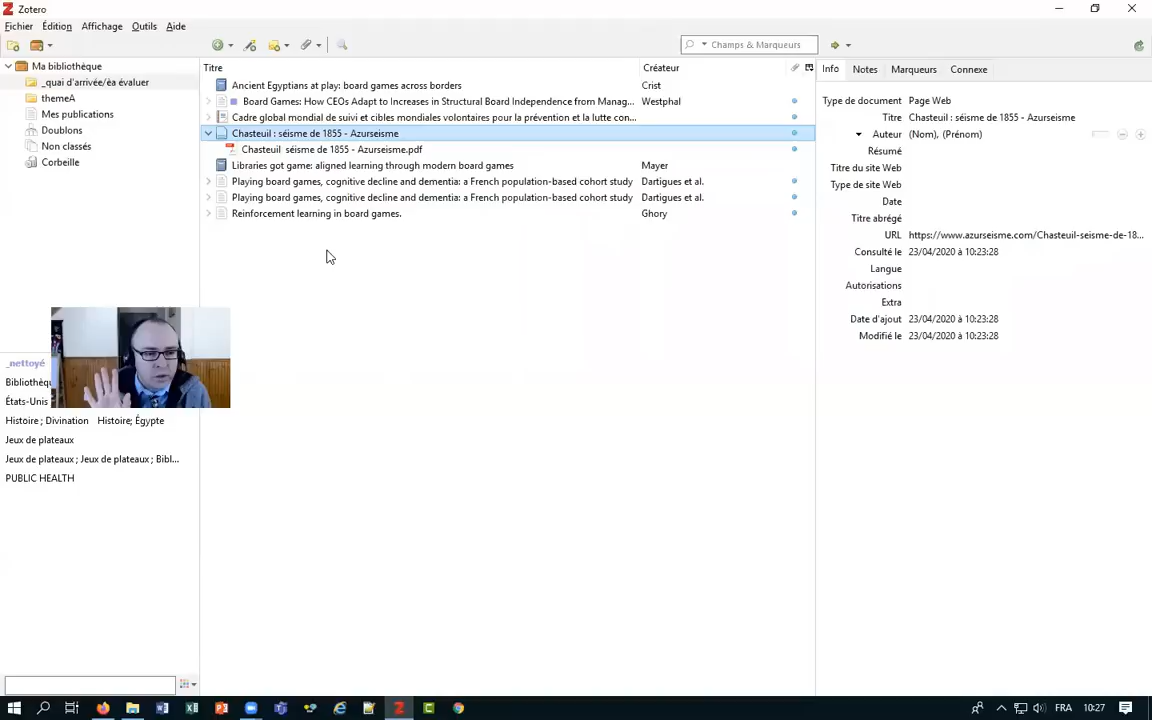 Zotero
Fichier Édition Affichage Outils Aide
Champs & Marqueurs
Ma bibliothèque
_quai d'arrivée/èa évaluer
themeA
Mes publications
Doublons
Non classés
Corbeille
Titre Créateur
Ancient Egyptians at play: board games across borders Crist
Board Games: How CEOs Adapt to Increases in Structural Board Independence from Manag... Westphal
Cadre global mondial de suivi et cibles mondiales volontaires pour la prévention et la lutte con...
Chasteuil : séisme de 1855 - Azurseisme
Chasteuil séisme de 1855 - Azurseisme.pdf
Libraries got game: aligned learning through modern board games Mayer
Playing board games, cognitive decline and dementia: a French population-based cohort study Dartigues et al.
Playing board games, cognitive decline and dementia: a French population-based cohort study Dartigues et al.
Reinforcement learning in board games. Ghory
Info Notes Marqueurs Connexe
Type de document Page Web
Titre Chasteuil : séisme de 1855 - Azurseisme
Auteur (Nom), (Prénom)
Résumé
Titre du site Web
Type de site Web
Date
Titre abrégé
URL https://www.azurseisme.com/Chasteuil-seisme-de-18...
Consulté le 23/04/2020 à 10:23:28
Langue
Autorisations
Extra
Date d'ajout 23/04/2020 à 10:23:28
Modifié le 23/04/2020 à 10:23:28
_nettoyé
Bibliothèqu
États-Unis
Histoire ; Divination Histoire; Égypte
Jeux de plateaux
Jeux de plateaux ; Jeux de plateaux ; Bibl...
PUBLIC HEALTH
FRA 10:27